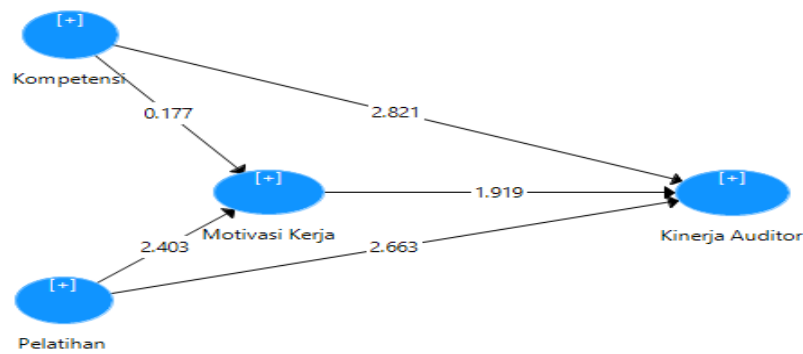 [+]
Kompetensi
0.177
2.821
[+]
Motivasi Kerja
1.919
[+]
Kinerja Auditor
2.403
2.663
[+]
Pelatihan